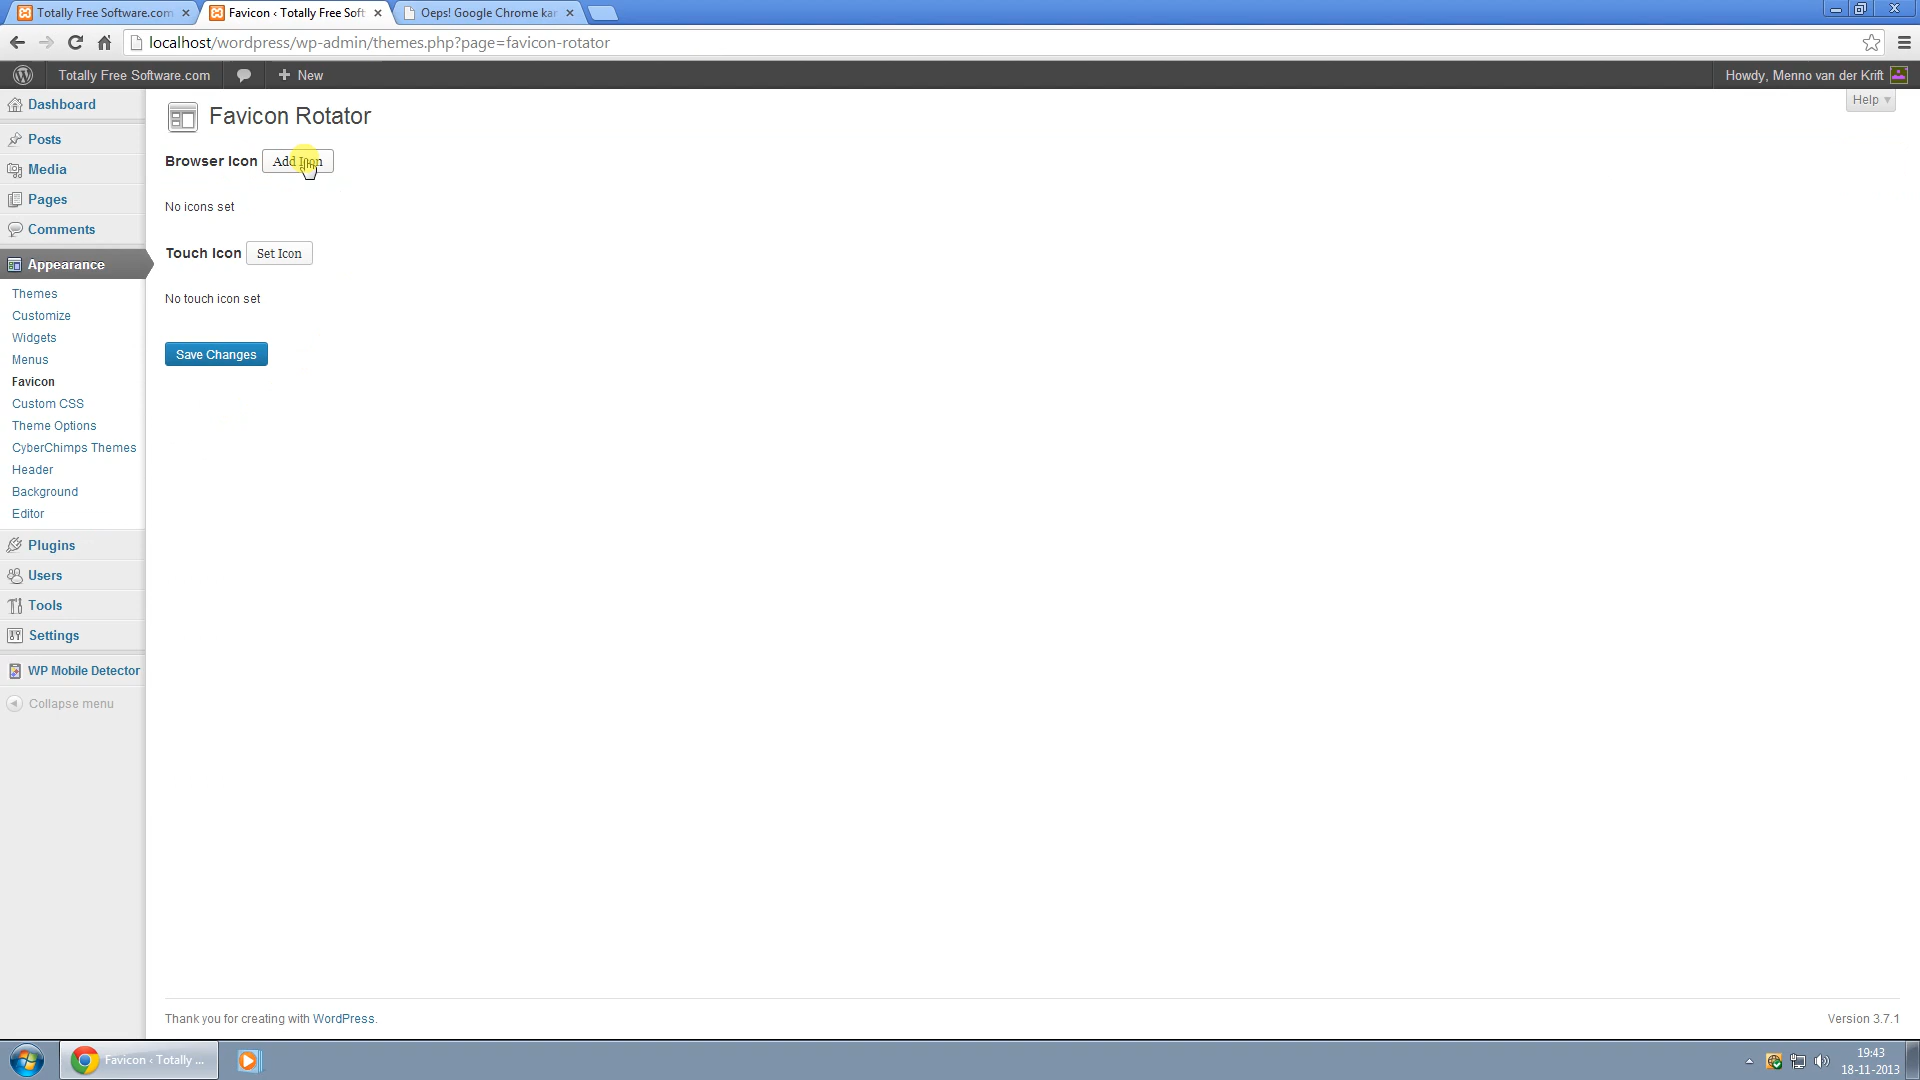 Totally Free Software.com
Favicon ‹ Totally Free Soft
Oeps! Google Chrome kan
localhost/wordpress/wp-admin/themes.php?page=favicon-rotator
Totally Free Software.com
New
Howdy, Menno van der Krift
Help
Dashboard
Posts
Media
Pages
Comments
Appearance
Themes
Customize
Widgets
Menus
Favicon
Custom CSS
Theme Options
CyberChimps Themes
Header
Background
Editor
Plugins
Users
Tools
Settings
WP Mobile Detector
Collapse menu
Favicon Rotator
Browser Icon Add Icon
No icons set
Touch Icon Set Icon
No touch icon set
Save Changes
Thank you for creating with WordPress.
Version 3.7.1
Favicon ‹ Totally ...
19:43
18-11-2013